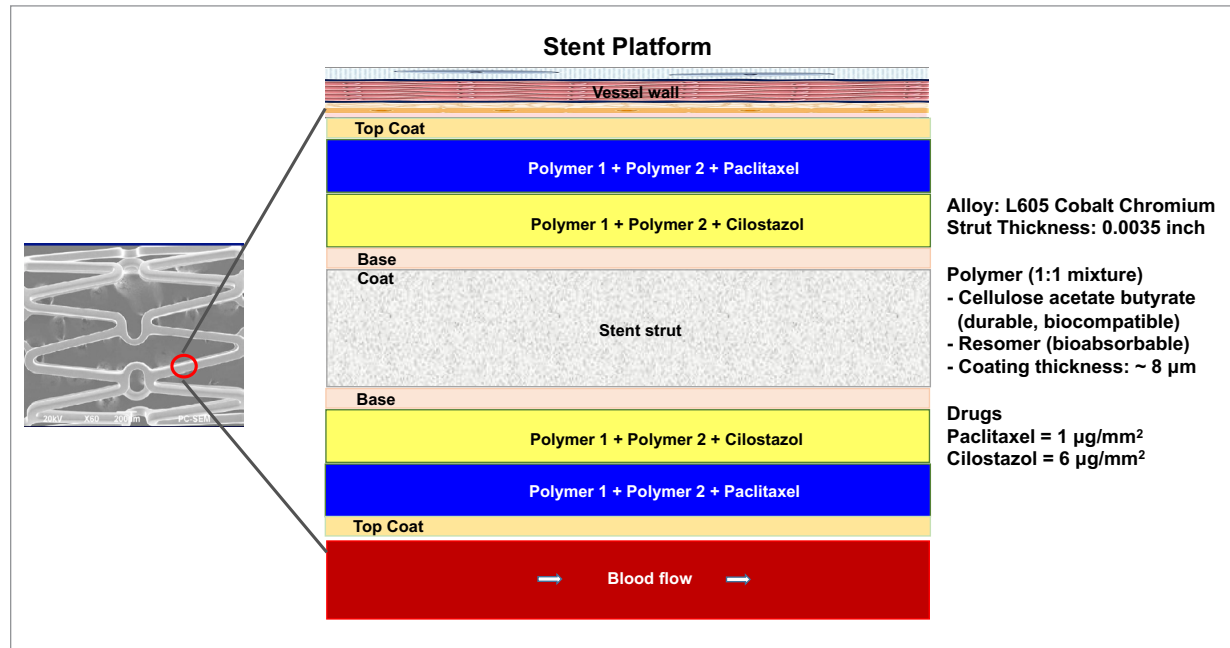 Stent Platform
Vessel wall
Top Coat
Polymer 1 + Polymer 2 + Paclitaxel
Polymer 1 + Polymer 2 + Cilostazol
Base
Coat
Stent strut
Base
Polymer 1 + Polymer 2 + Cilostazol
Polymer 1 + Polymer 2 + Paclitaxel
Top Coat
Blood flow
Alloy: L605 Cobalt Chromium
Strut Thickness: 0.0035 inch
Polymer (1:1 mixture)
- Cellulose acetate butyrate
(durable, biocompatible)
- Resomer (bioabsorbable)
- Coating thickness: ~ 8 µm
Drugs
Paclitaxel = 1 µg/mm²
Cilostazol = 6 µg/mm²
20kV X60 200µm PC-SEM